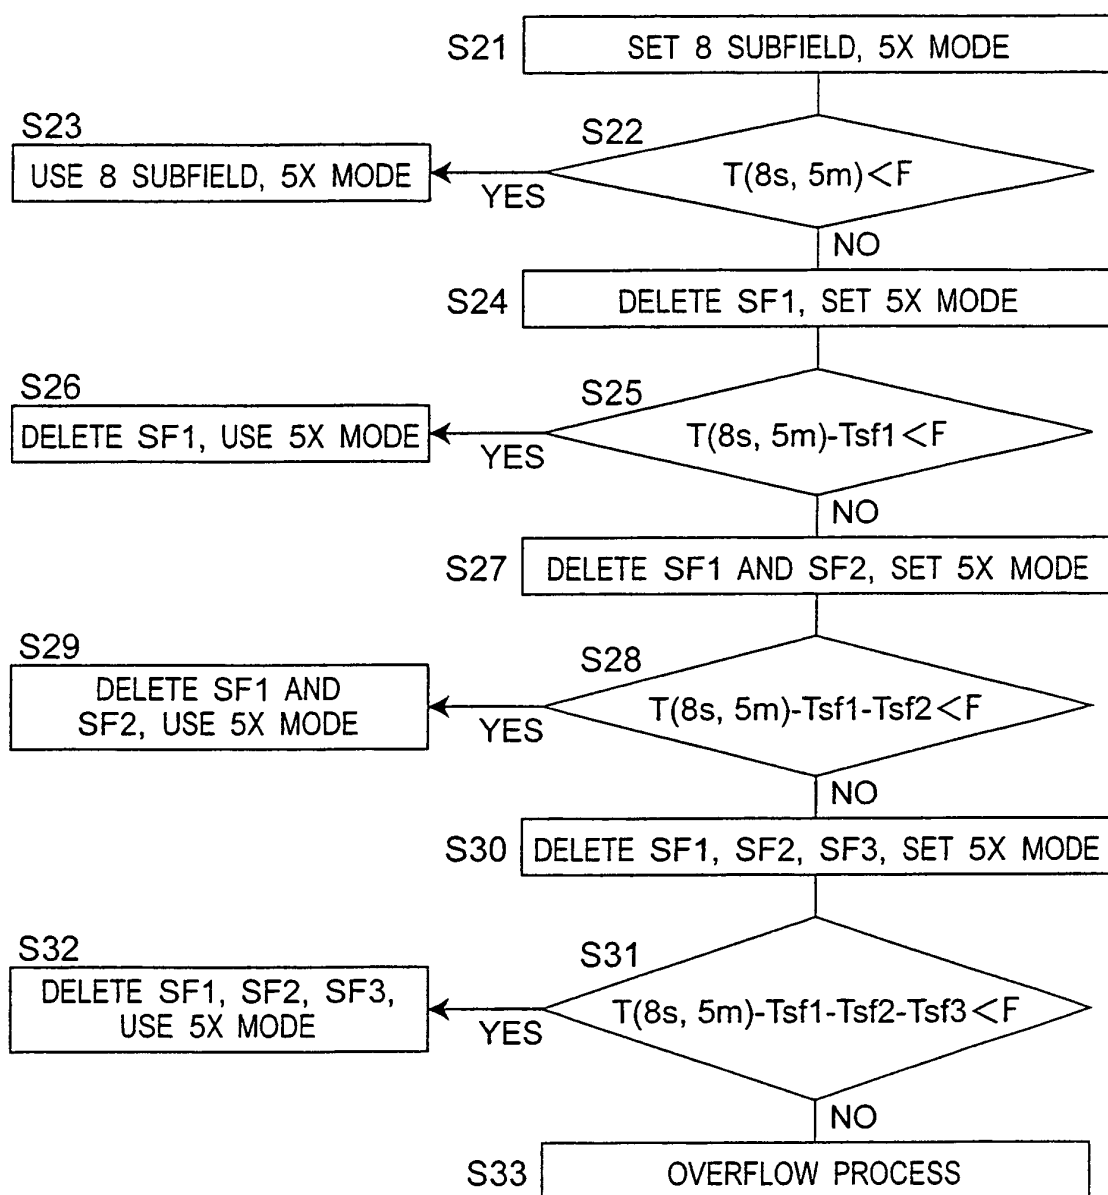 S21
SET 8 SUBFIELD, 5X MODE
S23
USE 8 SUBFIELD, 5X MODE
YES
S22
T(8s, 5m)<F
NO
S24
DELETE SF1, SET 5X MODE
S26
DELETE SF1, USE 5X MODE
YES
S25
T(8s, 5m)-Tsf1<F
NO
S27
DELETE SF1 AND SF2, SET 5X MODE
S29
DELETE SF1 AND
SF2, USE 5X MODE
YES
S28
T(8s, 5m)-Tsf1-Tsf2<F
NO
S30
DELETE SF1, SF2, SF3, SET 5X MODE
S32
DELETE SF1, SF2, SF3,
USE 5X MODE
YES
S31
T(8s, 5m)-Tsf1-Tsf2-Tsf3<F
NO
S33
OVERFLOW PROCESS